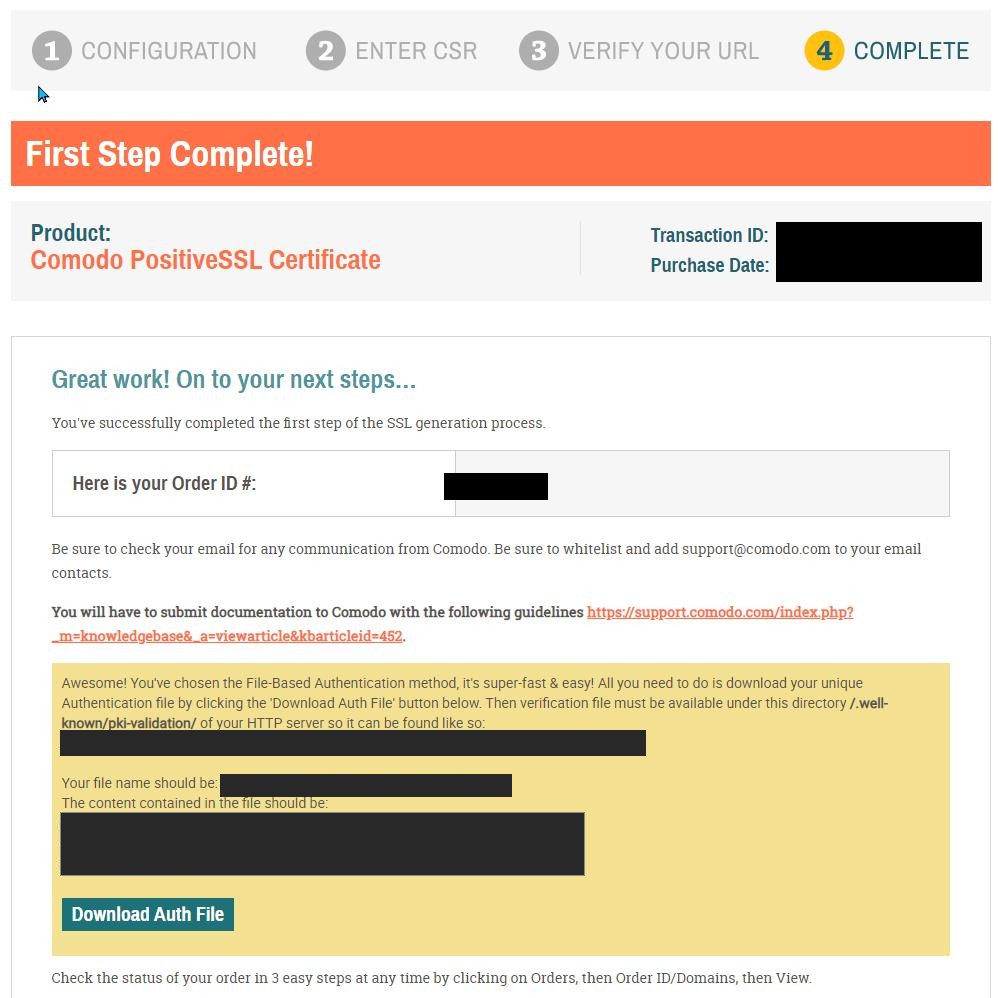 1 CONFIGURATION 2 ENTER CSR 3 VERIFY YOUR URL 4 COMPLETE
First Step Complete!
Product:
Comodo PositiveSSL Certificate
Transaction ID:
Purchase Date:
Great work! On to your next steps...
You've successfully completed the first step of the SSL generation process.
Here is your Order ID #:
Be sure to check your email for any communication from Comodo. Be sure to whitelist and add support@comodo.com to your email
contacts.
You will have to submit documentation to Comodo with the following guidelines https://support.comodo.com/index.php?
_m=knowledgebase&_a=viewarticle&kbarticleid=452.
Awesome! You've chosen the File-Based Authentication method, it's super-fast & easy! All you need to do is download your unique
Authentication file by clicking the 'Download Auth File' button below. Then verification file must be available under this directory /.well-
known/pki-validation/ of your HTTP server so it can be found like so:
Your file name should be:
The content contained in the file should be:
Download Auth File
Check the status of your order in 3 easy steps at any time by clicking on Orders, then Order ID/Domains, then View.